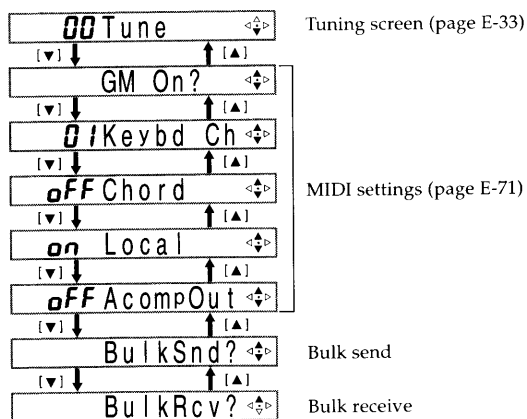 00 Tune Tuning screen (page E-33)
[▼] [▲]
GM On?
[▼] [▲]
01 Keybd Ch
[▼] [▲]
oFF Chord MIDI settings (page E-71)
[▼] [▲]
on Local
[▼] [▲]
oFF AcompOut
[▼] [▲]
BulkSnd? Bulk send
[▼] [▲]
BulkRcv? Bulk receive